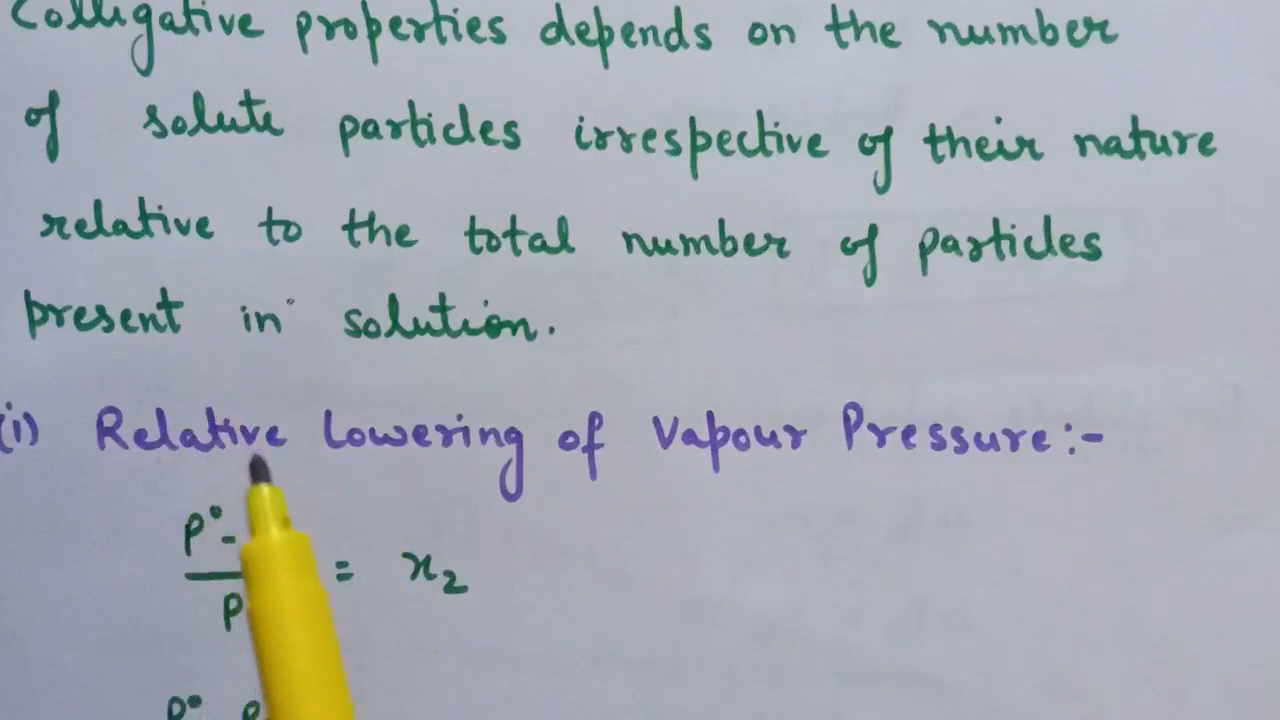 Colligative properties depends on the number
of solute particles irrespective of their nature
relative to the total number of particles
present in solution.
(i) Relative lowering of Vapour Pressure:-
P° -
P
= x₂
P°